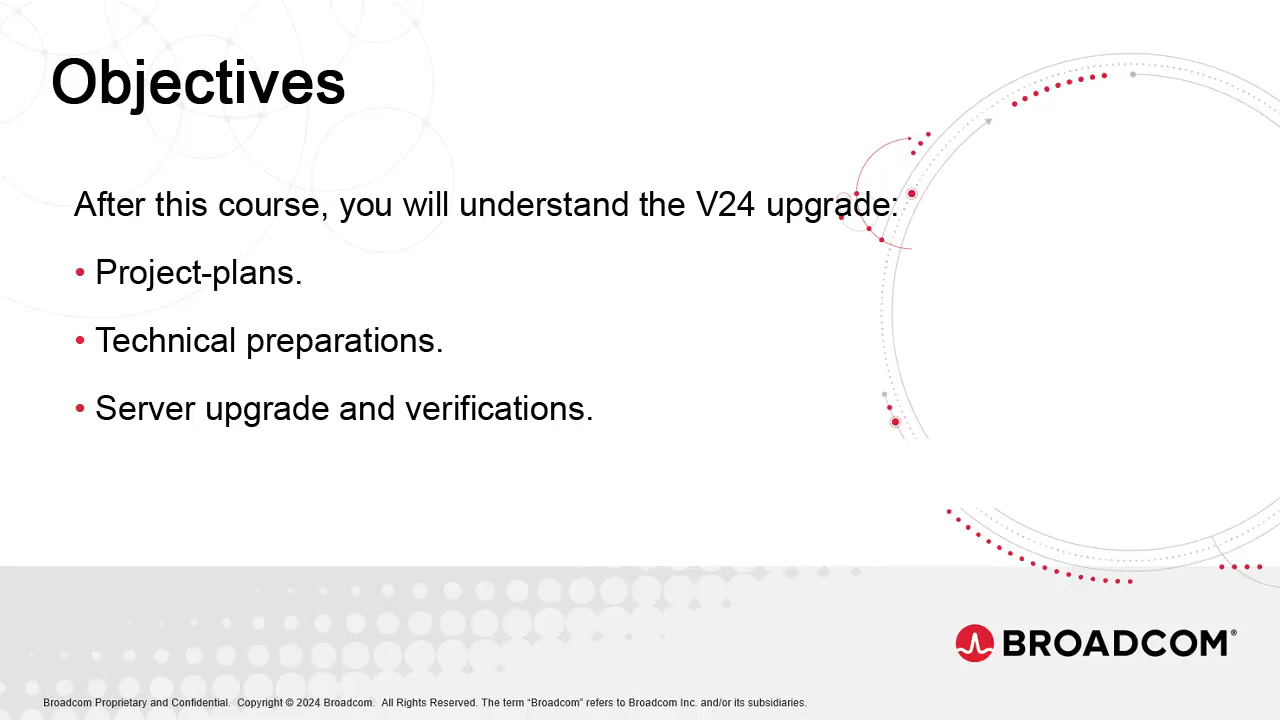 Objectives
After this course, you will understand the V24 upgrade:
• Project-plans.
• Technical preparations.
• Server upgrade and verifications.
BROADCOM®
Broadcom Proprietary and Confidential. Copyright © 2024 Broadcom. All Rights Reserved. The term “Broadcom” refers to Broadcom Inc. and/or its subsidiaries.